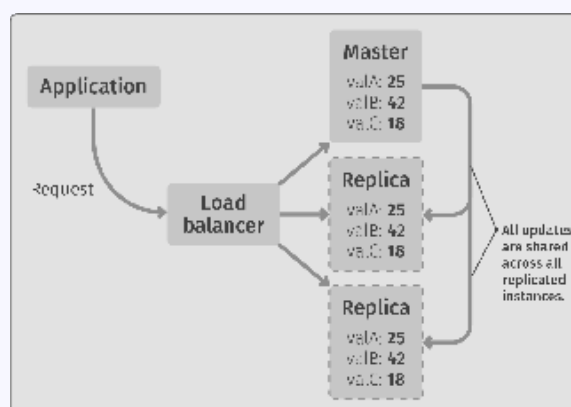 Application
Request
Load
balancer
Master
valA: 25
valB: 42
valC: 18
Replica
valA: 25
valB: 42
valC: 18
Replica
valA: 25
valB: 42
valC: 18
All updates
are shared
across all
replicated
instances.